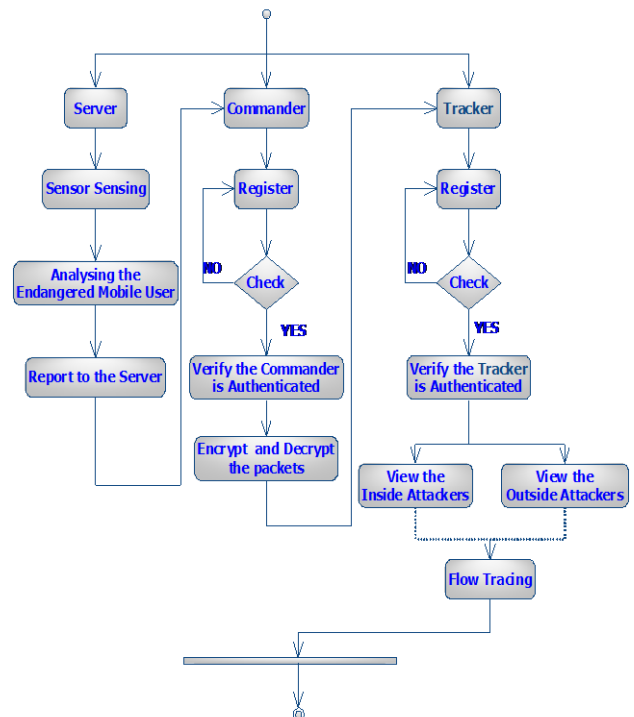 Server
Commander
Tracker
Sensor Sensing
Register
Register
Analysing the
Endangered Mobile User
NO
Check
NO
Check
YES
YES
Report to the Server
Verify the Commander
is Authenticated
Verify the Tracker
is Authenticated
Encrypt and Decrypt
the packets
View the
Inside Attackers
View the
Outside Attackers
Flow Tracing